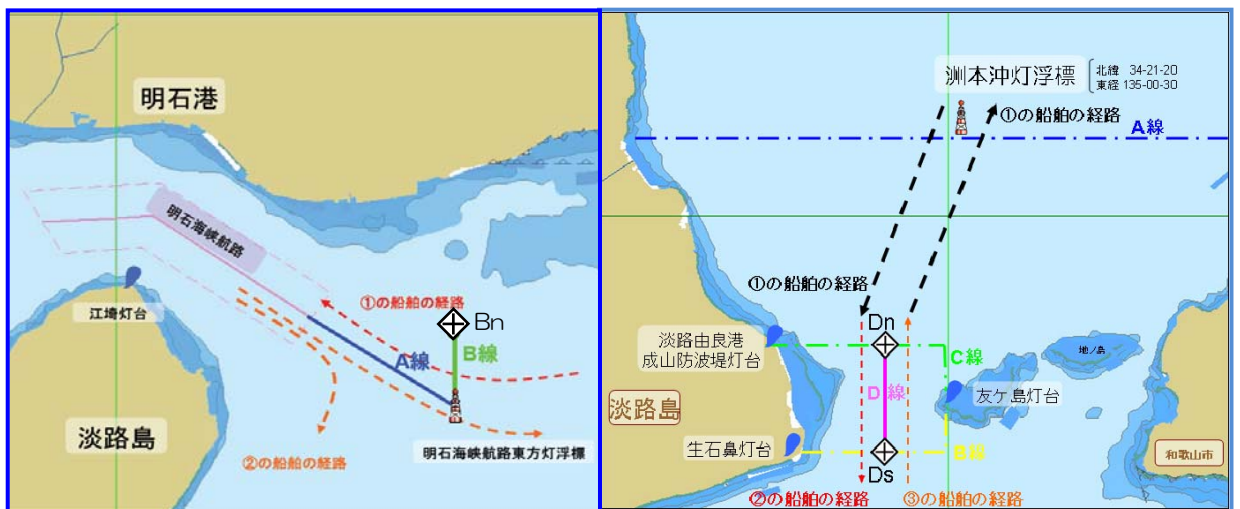 明石港
明石海峡航路
江埼灯台
①の船舶の経路
Bn
B線
A線
淡路島
②の船舶の経路
明石海峡航路東方灯浮標
洲本沖灯浮標
北緯 34-21-20
東経 135-00-30
①の船舶の経路
A線
①の船舶の経路
Dn
淡路由良港
成山防波堤灯台
C線
地ノ島
D線
友ケ島灯台
淡路島
生石鼻灯台
B線
和歌山市
Ds
②の船舶の経路
③の船舶の経路